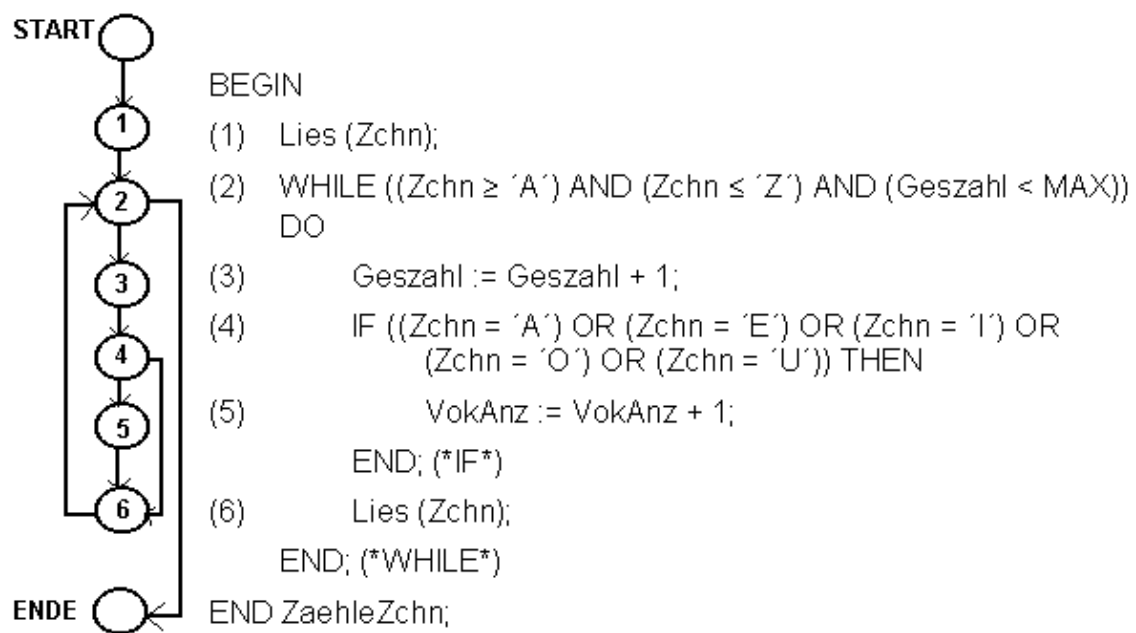 START
BEGIN
1
(1) Lies (Zchn);
2
(2) WHILE ((Zchn ≥ ´A´) AND (Zchn ≤ ´Z´) AND (Geszahl < MAX))
DO
3
(3) Geszahl := Geszahl + 1;
4
(4) IF ((Zchn = ´A´) OR (Zchn = ´E´) OR (Zchn = ´I´) OR
(Zchn = ´O´) OR (Zchn = ´U´)) THEN
5
(5) VokAnz := VokAnz + 1;
END; (*IF*)
6
(6) Lies (Zchn);
END; (*WHILE*)
ENDE
END ZaehleZchn;